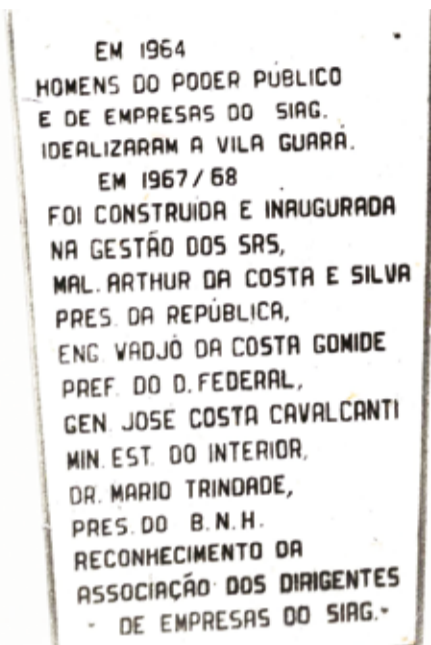 EM 1964
HOMENS DO PODER PÚBLICO
E DE EMPRESAS DO SIAG.
IDEALIZARAM A VILA GUARÁ.
EM 1967/68
FOI CONSTRUIDA E INAUGURADA
NA GESTÃO DOS SRS,
MAL. ARTHUR DA COSTA E SILVA
PRES. DA REPÚBLICA,
ENG. VADJÔ DA COSTA GOMIDE
PREF. DO D. FEDERAL,
GEN. JOSE COSTA CAVALCANTI
MIN. EST. DO INTERIOR,
DR. MARIO TRINDADE,
PRES. DO B.N.H.
RECONHECIMENTO DA
ASSOCIAÇÃO DOS DIRIGENTES
- DE EMPRESAS DO SIAG.-